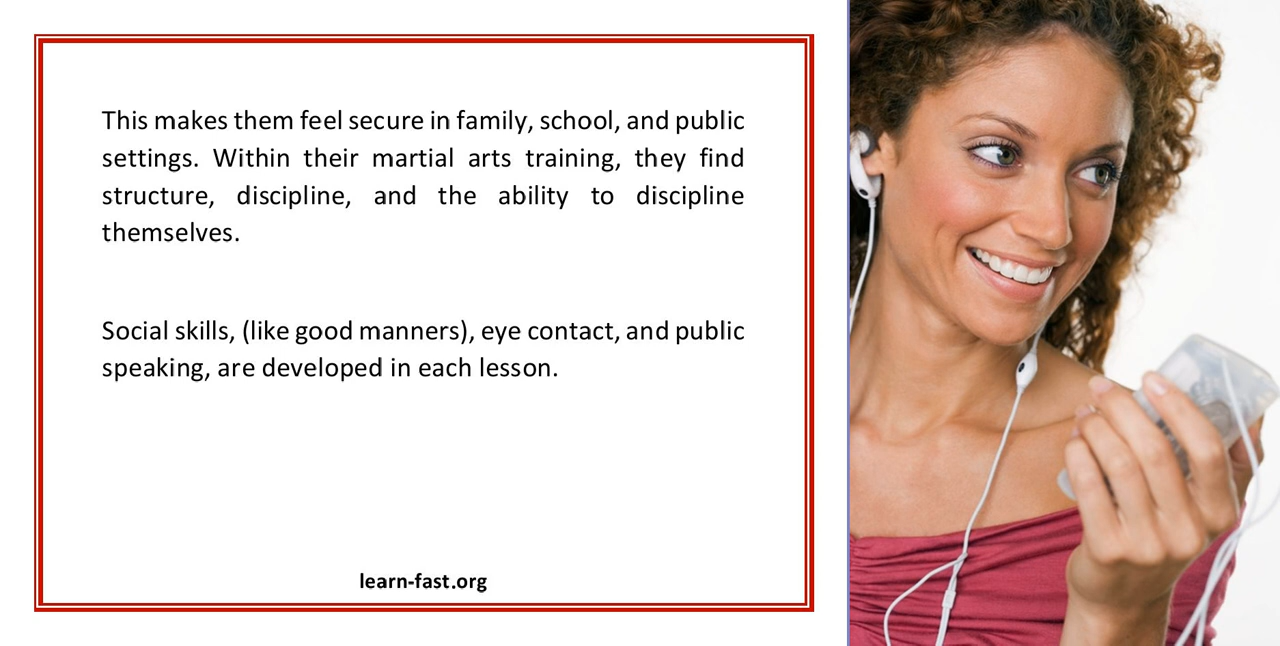 This makes them feel secure in family, school, and public
settings. Within their martial arts training, they find
structure, discipline, and the ability to discipline
themselves.
Social skills, (like good manners), eye contact, and public
speaking, are developed in each lesson.
learn-fast.org